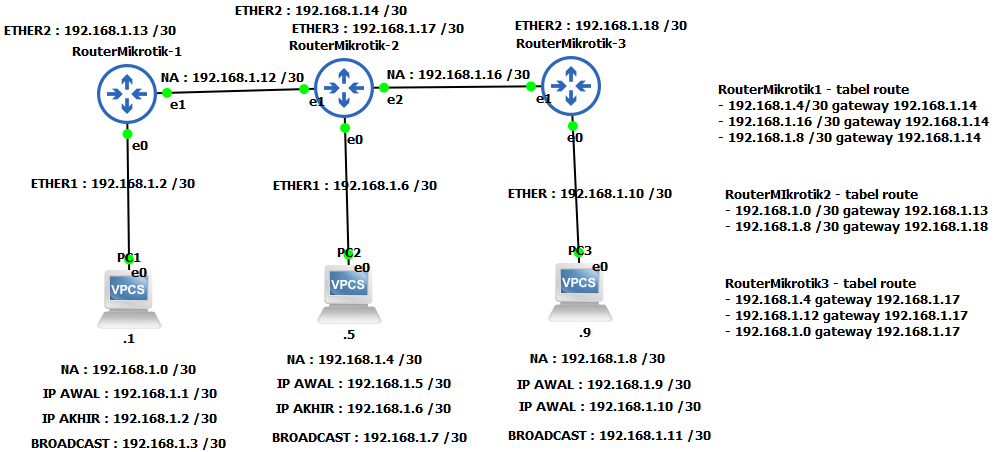 ETHER2 : 192.168.1.13 /30
RouterMikrotik-1
ETHER2 : 192.168.1.14 /30
ETHER3 : 192.168.1.17 /30
RouterMikrotik-2
ETHER2 : 192.168.1.18 /30
RouterMikrotik-3
NA : 192.168.1.12 /30
NA : 192.168.1.16 /30
e1
e1
e2
e1
e0
e0
e0
ETHER1 : 192.168.1.2 /30
ETHER1 : 192.168.1.6 /30
ETHER : 192.168.1.10 /30
PC1
e0
VPCS
.1
PC2
e0
VPCS
.5
PC3
e0
VPCS
.9
NA : 192.168.1.0 /30
IP AWAL : 192.168.1.1 /30
IP AKHIR : 192.168.1.2 /30
BROADCAST : 192.168.1.3 /30
NA : 192.168.1.4 /30
IP AWAL : 192.168.1.5 /30
IP AKHIR : 192.168.1.6 /30
BROADCAST : 192.168.1.7 /30
NA : 192.168.1.8 /30
IP AWAL : 192.168.1.9 /30
IP AWAL : 192.168.1.10 /30
BROADCAST : 192.168.1.11 /30
RouterMikrotik1 - tabel route
- 192.168.1.4/30 gateway 192.168.1.14
- 192.168.1.16 /30 gateway 192.168.1.14
- 192.168.1.8 /30 gateway 192.168.1.14
RouterMIkrotik2 - tabel route
- 192.168.1.0 /30 gateway 192.168.1.13
- 192.168.1.8 /30 gateway 192.168.1.18
RouterMikrotik3 - tabel route
- 192.168.1.4 gateway 192.168.1.17
- 192.168.1.12 gateway 192.168.1.17
- 192.168.1.0 gateway 192.168.1.17